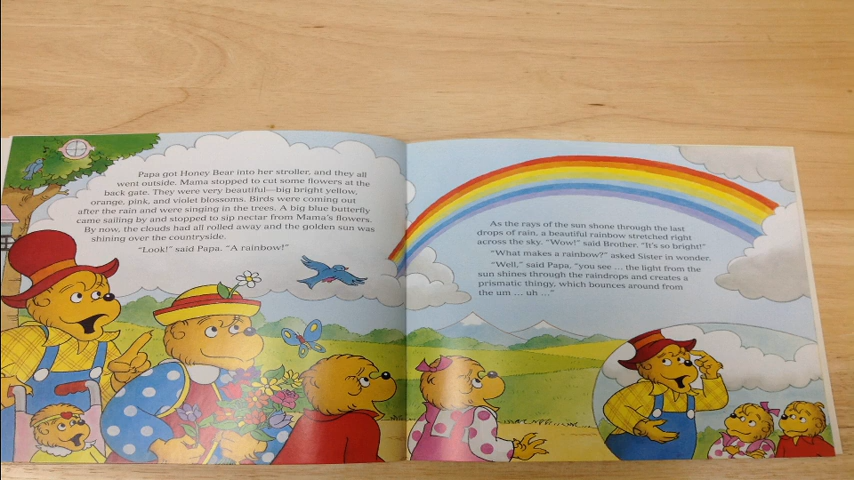 Papa got Honey Bear into her stroller, and they all
went outside. Mama stopped to cut some flowers at the
back gate. They were very beautiful—big bright yellow,
orange, pink, and violet blossoms. Birds were coming out
after the rain and were singing in the trees. A big blue butterfly
came sailing by and stopped to sip nectar from Mama's flowers.
By now, the clouds had all rolled away and the golden sun was
shining over the countryside.
"Look!" said Papa. "A rainbow!"
As the rays of the sun shone through the last
drops of rain, a beautiful rainbow stretched right
across the sky. "Wow!" said Brother. "It's so bright!"
"What makes a rainbow?" asked Sister in wonder.
"Well," said Papa, "you see ... the light from the
sun shines through the raindrops and creates a
prismatic thingy, which bounces around from
the um ... uh ..."